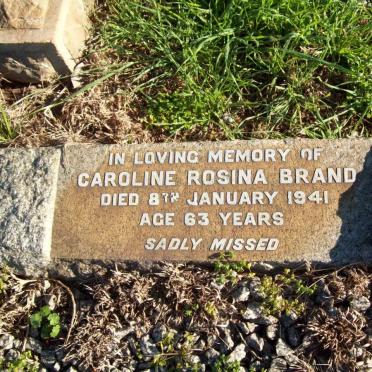 IN LOVING MEMORY OF
CAROLINE ROSINA BRAND
DIED 8TH JANUARY 1941
AGE 63 YEARS
SADLY MISSED